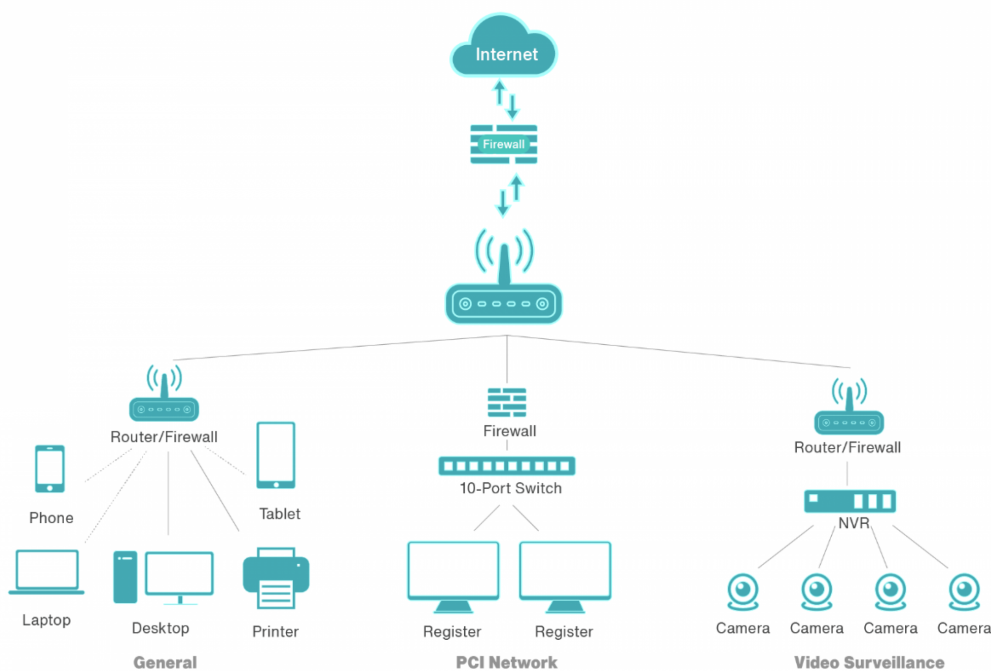 Internet
Firewall
Router/Firewall
Phone
Tablet
Laptop
Desktop
Printer
General
Firewall
10-Port Switch
Register
Register
PCI Network
Router/Firewall
NVR
Camera
Camera
Camera
Camera
Video Surveillance